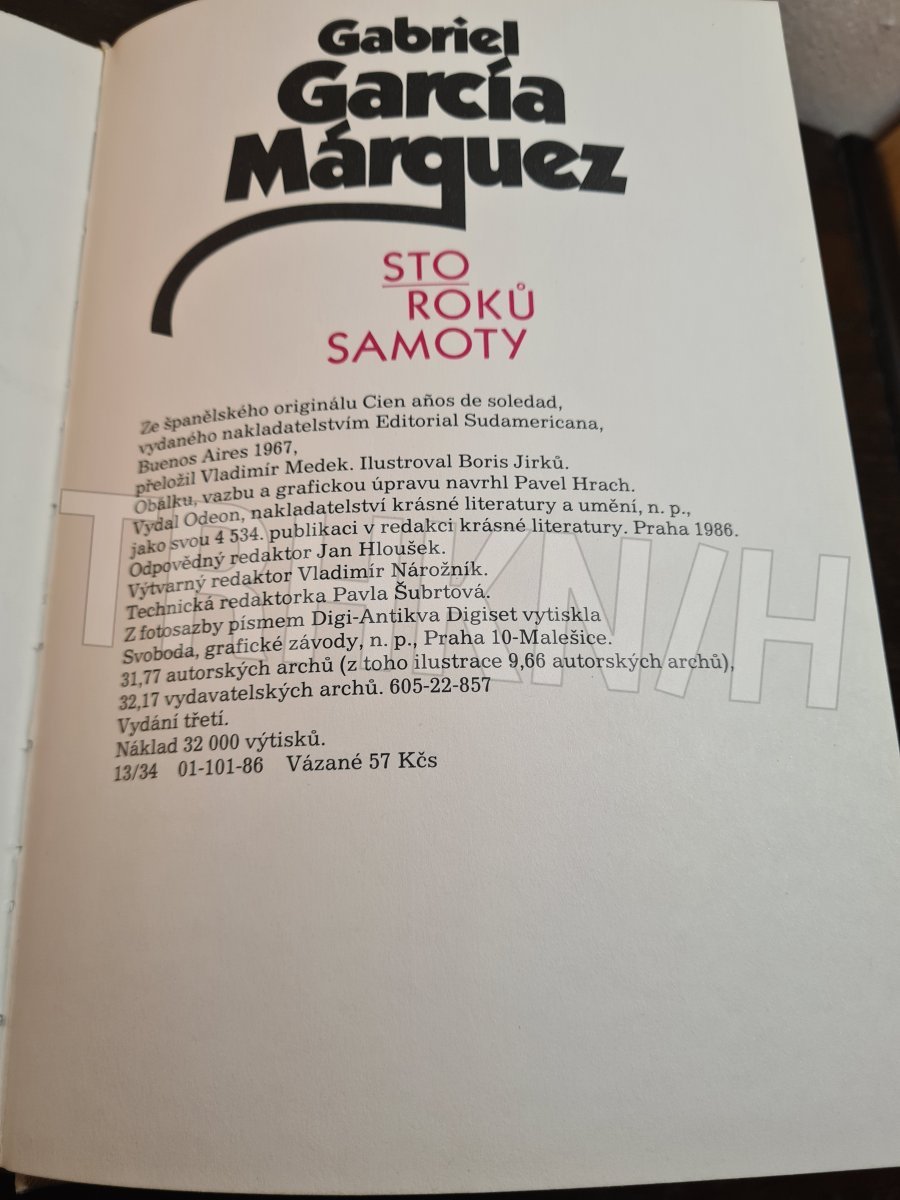 Gabriel
García
Márquez
STO
ROKŮ
SAMOTY
Ze španělského originálu Cien años de soledad,
vydaného nakladatelstvím Editorial Sudamericana,
Buenos Aires 1967,
přeložil Vladimír Medek. Ilustroval Boris Jirků.
Obálku, vazbu a grafickou úpravu navrhl Pavel Hrach.
Vydal Odeon, nakladatelství krásné literatury a umění, n. p.,
jako svou 4 534. publikaci v redakci krásné literatury. Praha 1986.
Odpovědný redaktor Jan Hloušek.
Výtvarný redaktor Vladimír Nárožník.
Technická redaktorka Pavla Šubrtová.
Z fotosazby písmem Digi-Antikva Digiset vytiskla
Svoboda, grafické závody, n. p., Praha 10-Malešice.
31,77 autorských archů (z toho ilustrace 9,66 autorských archů),
32,17 vydavatelských archů. 605-22-857
Vydání třetí.
Náklad 32 000 výtisků.
13/34 01-101-86 Vázané 57 Kčs